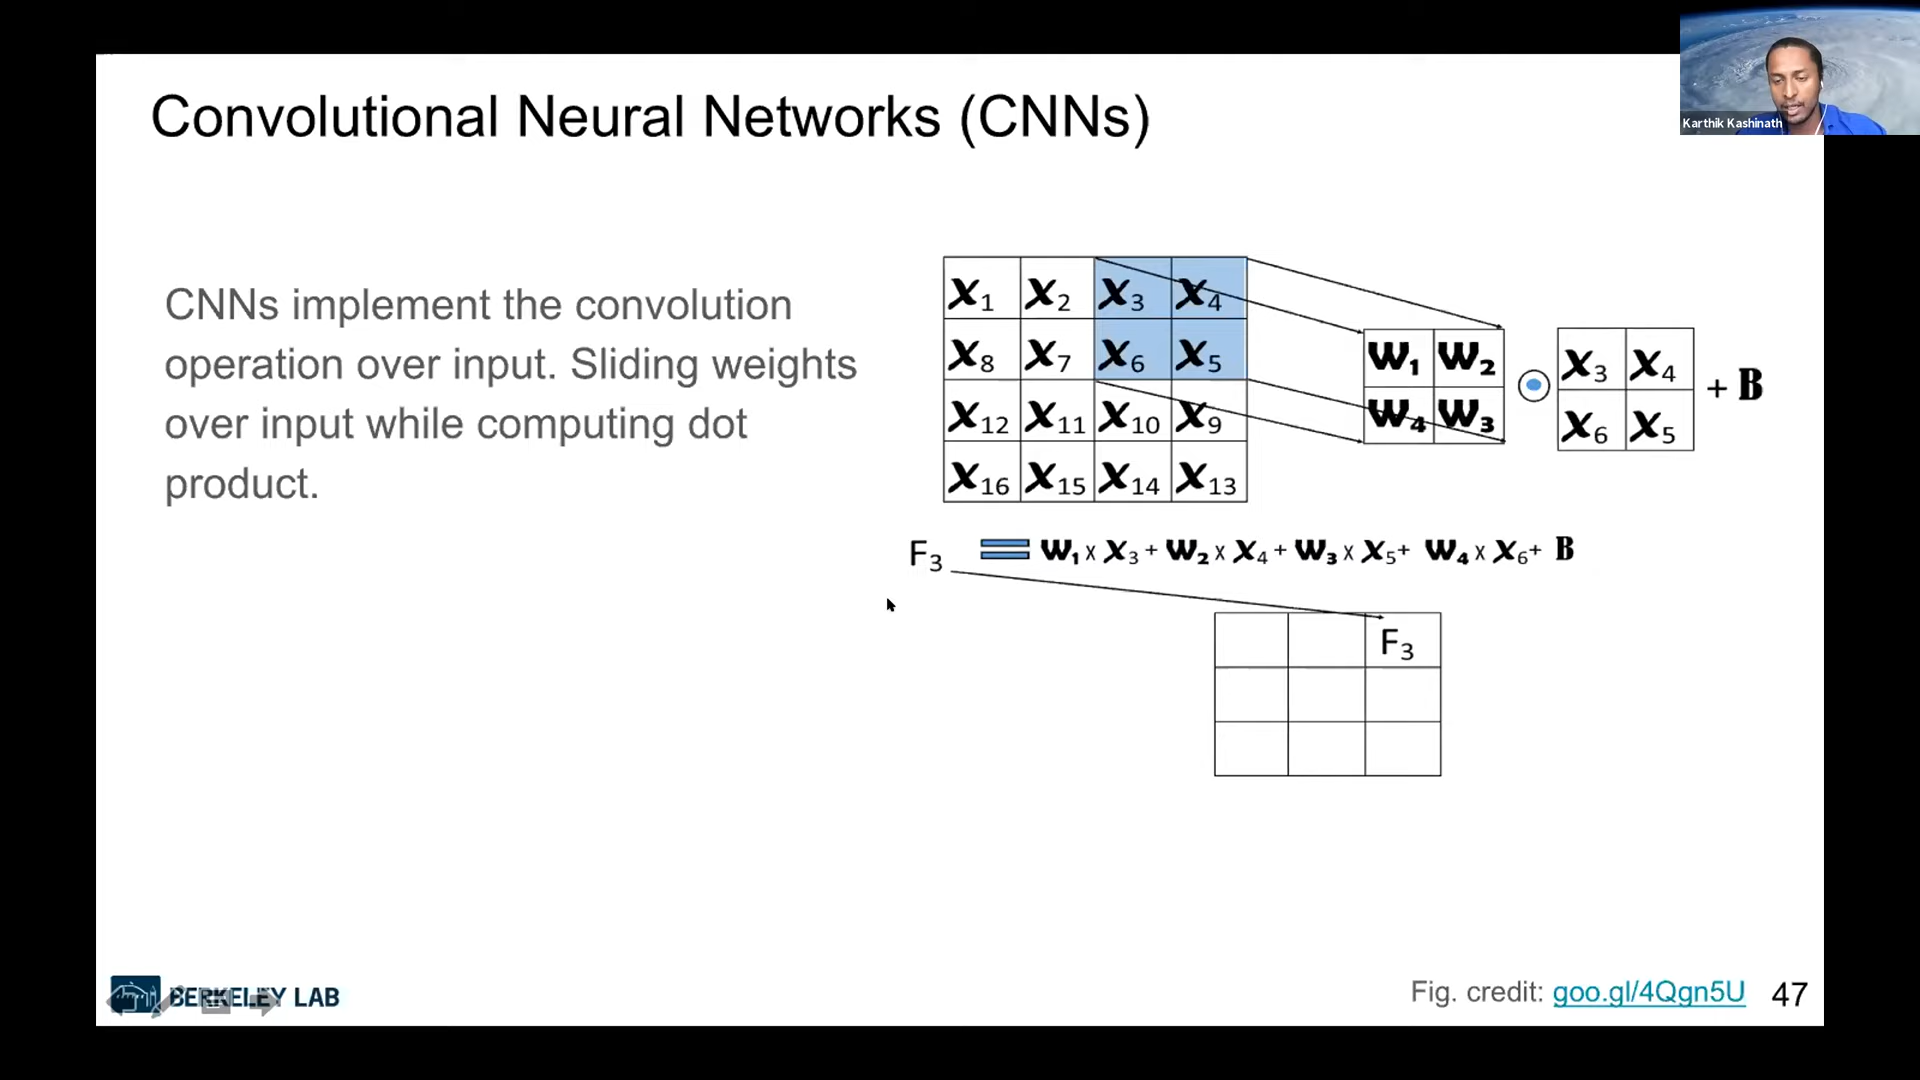 Convolutional Neural Networks (CNNs)
Karthik Kashinath
CNNs implement the convolution
operation over input. Sliding weights
over input while computing dot
product.
X1 X2 X3 X4
X8 X7 X6 X5
X12 X11 X10 X9
X16 X15 X14 X13
W1 W2
W4 W3
X3 X4
X6 X5
+ B
F3 = W1 x X3 + W2 x X4 + W3 x X5+ W4 x X6+ B
F3
BERKELEY LAB
Fig. credit: goo.gl/4Qgn5U 47